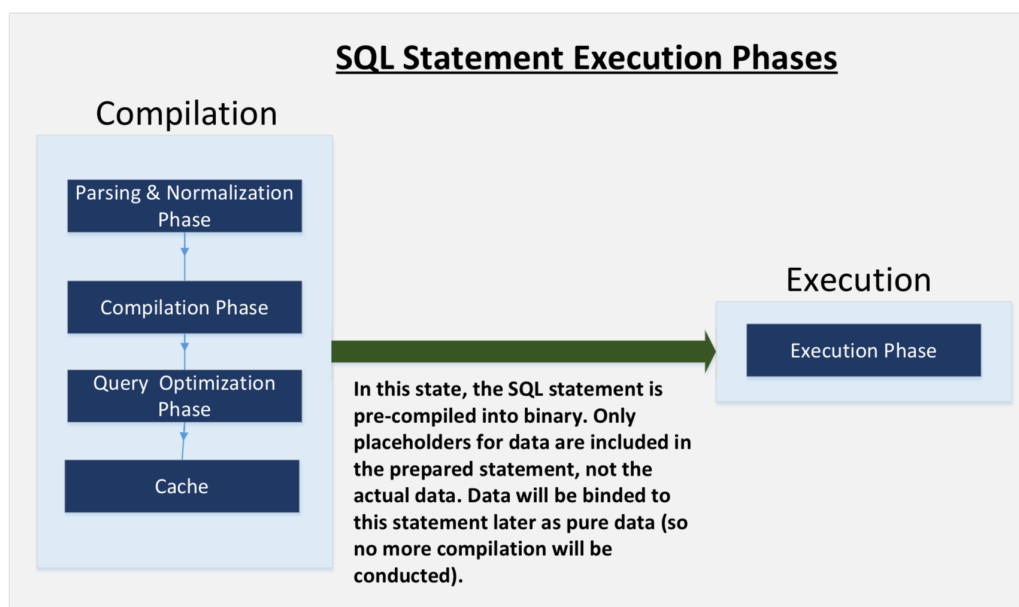 SQL Statement Execution Phases
Compilation
Parsing & Normalization
Phase
Compilation Phase
Query Optimization
Phase
Cache
In this state, the SQL statement is
pre-compiled into binary. Only
placeholders for data are included in
the prepared statement, not the
actual data. Data will be binded to
this statement later as pure data (so
no more compilation will be
conducted).
Execution
Execution Phase